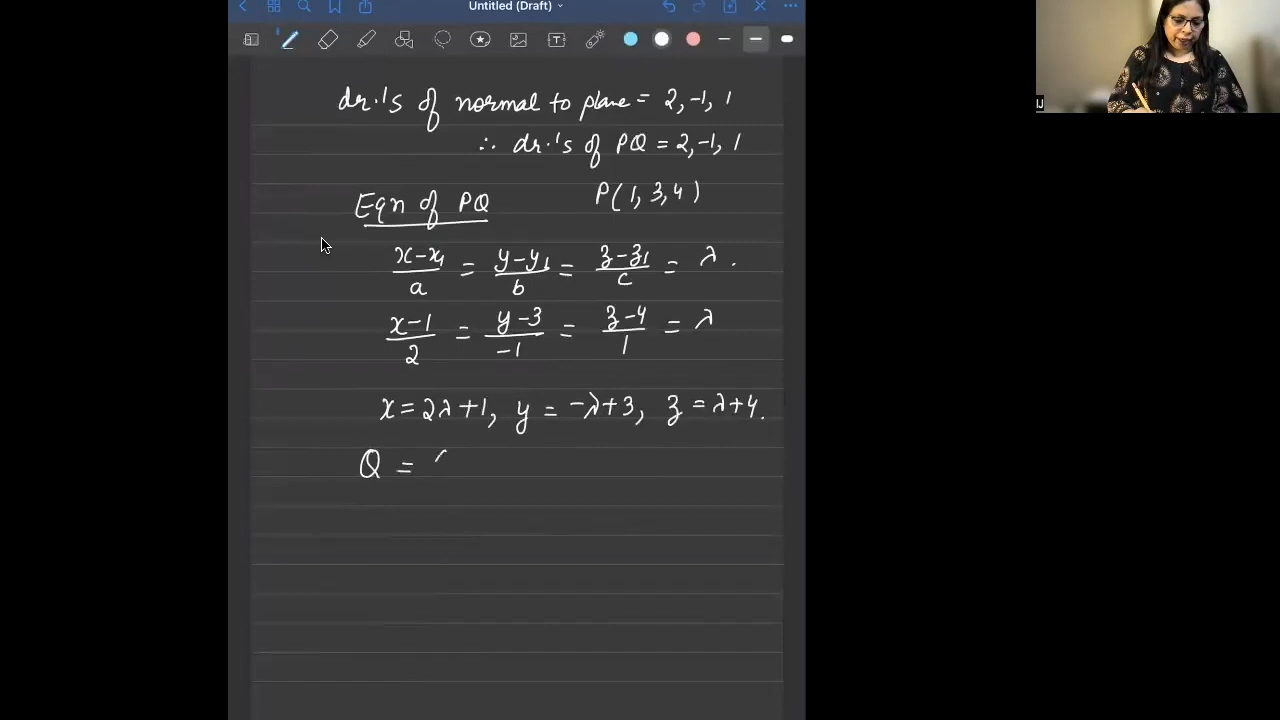 Untitled (Draft)
dr.'s of normal to plane = 2, -1, 1
∴ dr.'s of PQ = 2, -1, 1
Eqn of PQ P(1, 3, 4)
x-x₁/a = y-y₁/b = z-z₁/c = λ.
x-1/2 = y-3/-1 = z-4/1 = λ
x = 2λ+1, y = -λ+3, z = λ+4.
Q = (
IJ